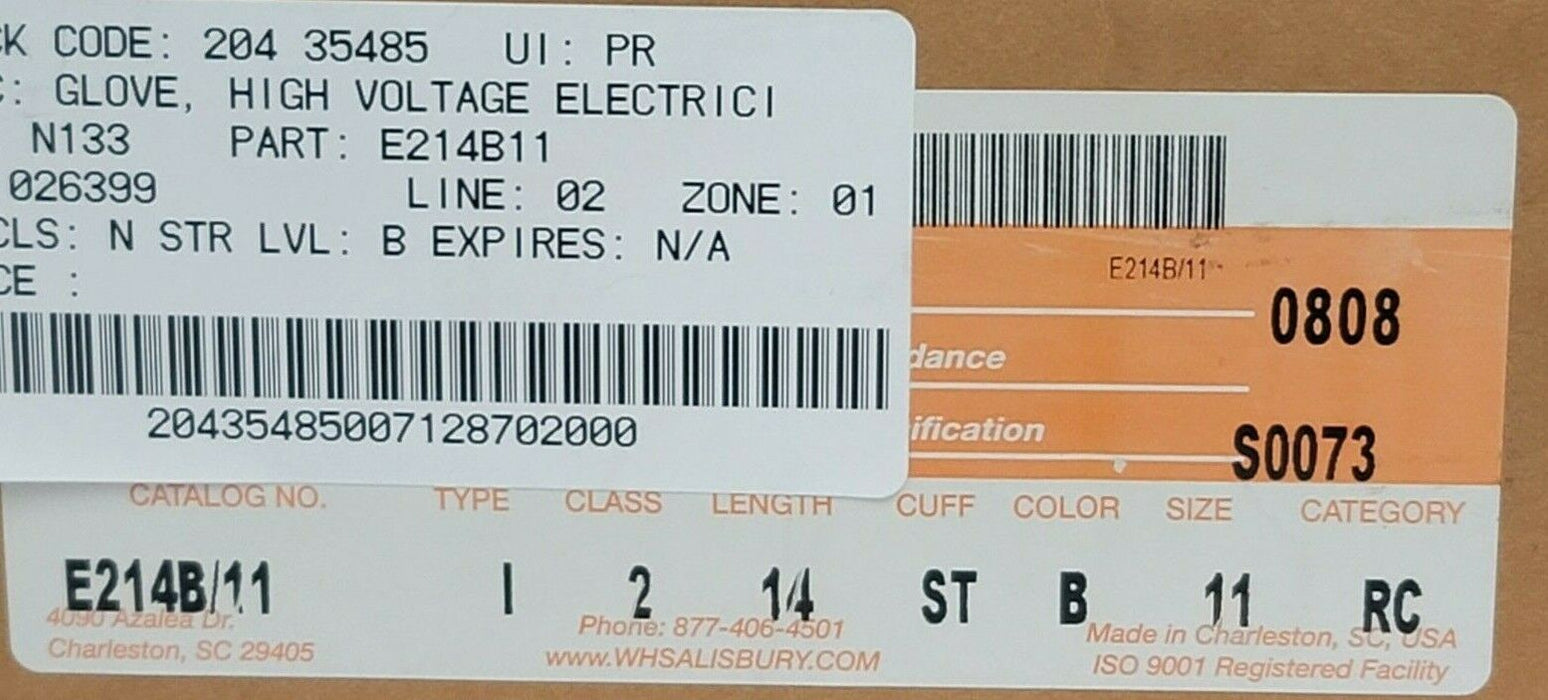 CK CODE: 204 35485 UI: PR
C: GLOVE, HIGH VOLTAGE ELECTRICI
N133 PART: E214B11
026399 LINE: 02 ZONE: 01
CLS: N STR LVL: B EXPIRES: N/A
CE :
20435485007128702000
E214B/11
0808
dance
ification
S0073
CATALOG NO. TYPE CLASS LENGTH CUFF COLOR SIZE CATEGORY
E214B/11 I 2 14 ST B 11 RC
4090 Azalea Dr.
Charleston, SC 29405
Phone: 877-406-4501
www.WHSALISBURY.COM
Made in Charleston, SC, USA
ISO 9001 Registered Facility